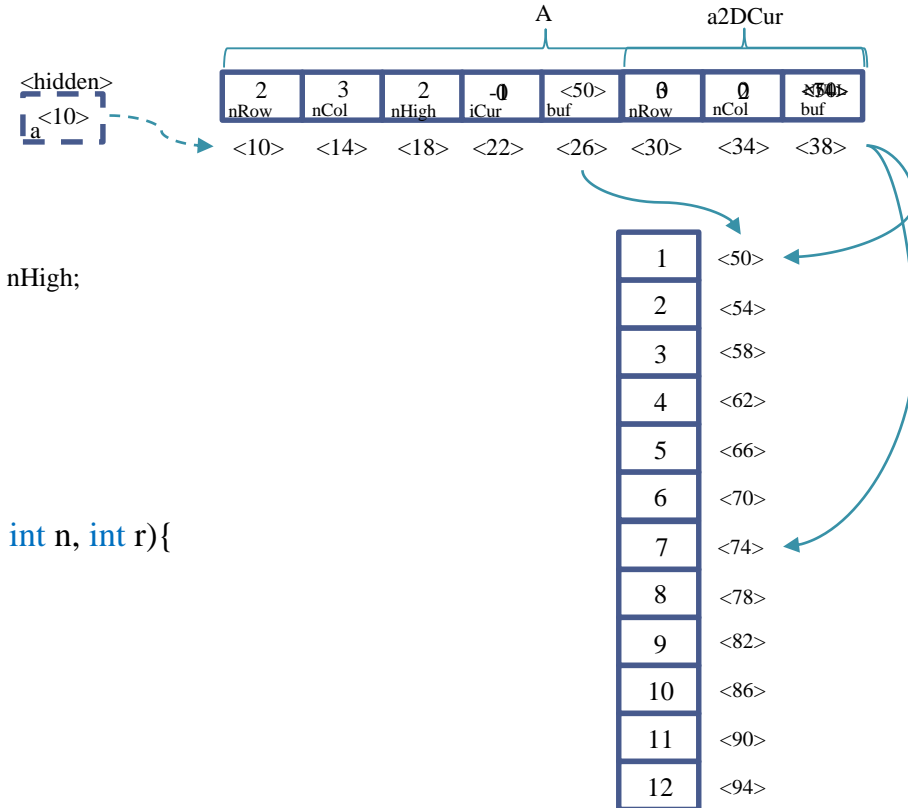 A a2DCur
<hidden>
2 3 2 <50>
<10>
a
nRow nCol nHigh iCur buf nRow nCol buf
<10> <14> <18> <22> <26> <30> <34> <38>
1 <50>
nHigh;
2 <54>
3 <58>
4 <62>
5 <66>
6 <70>
int n, int r){
7 <74>
8 <78>
9 <82>
10 <86>
11 <90>
12 <94>